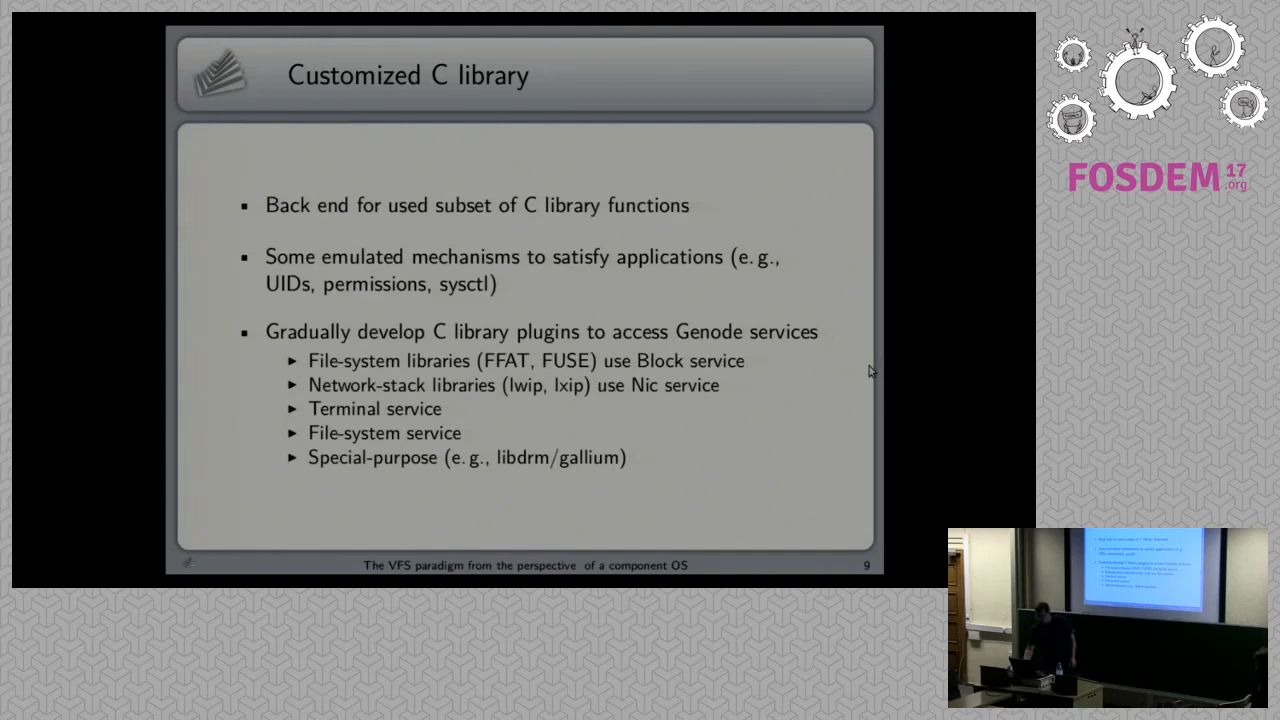 Customized C library
Back end for used subset of C library functions
Some emulated mechanisms to satisfy applications (e. g.,
UIDs, permissions, sysctl)
Gradually develop C library plugins to access Genode services
File-system libraries (FFAT, FUSE) use Block service
Network-stack libraries (lwip, lxip) use Nic service
Terminal service
File-system service
Special-purpose (e. g., libdrm/gallium)
The VFS paradigm from the perspective of a component OS
9
FOSDEM 17
.org